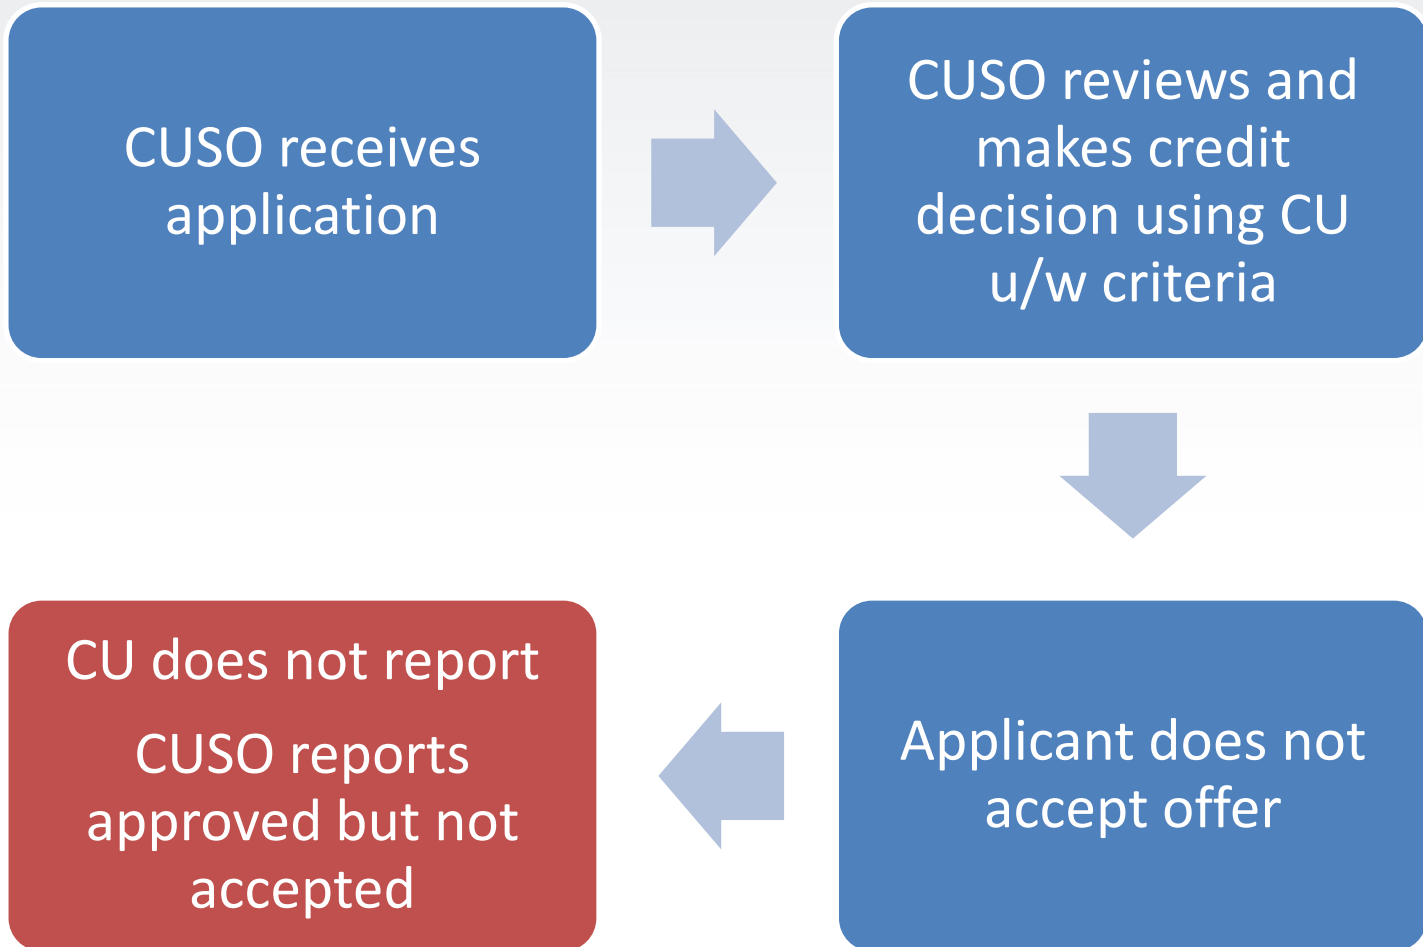 CUSO receives
application
CUSO reviews and
makes credit
decision using CU
u/w criteria
Applicant does not
accept offer
CU does not report
CUSO reports
approved but not
accepted